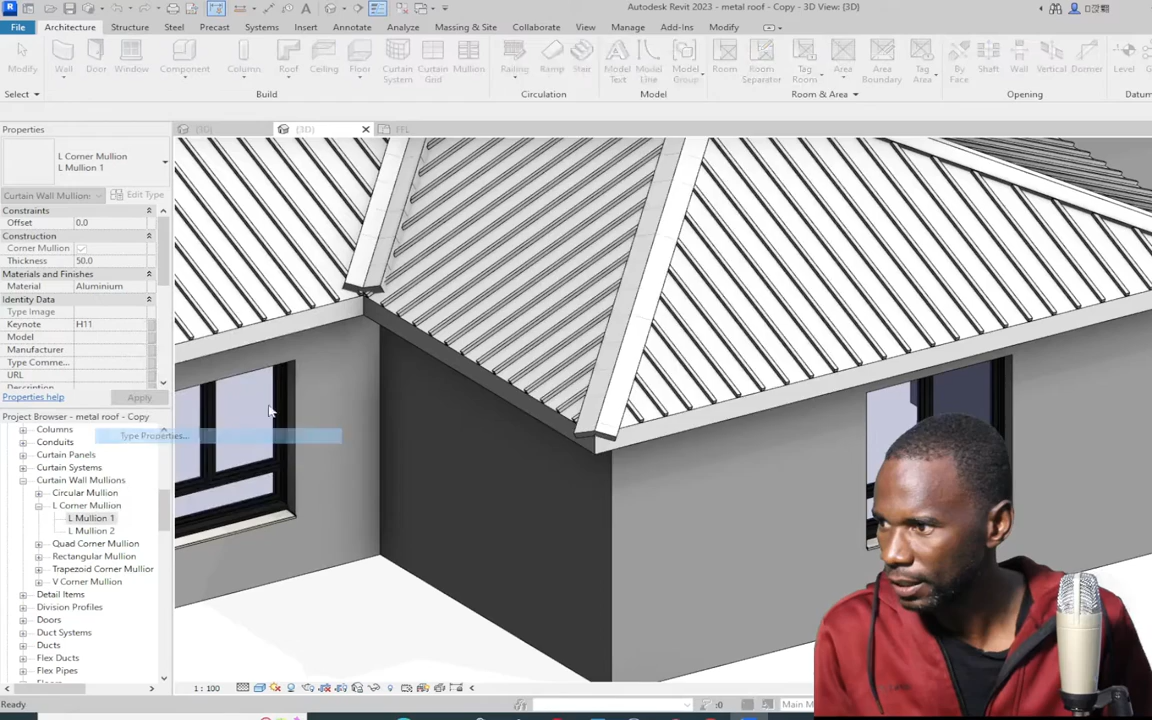 Autodesk Revit 2023 - metal roof - Copy - 3D View: {3D}
File Architecture Structure Steel Precast Systems Insert Annotate Analyze Massing & Site Collaborate View Manage Add-Ins Modify
Modify Wall Door Window Component Column Roof Ceiling Floor Curtain System Curtain Grid Mullion Railing Ramp Stair Model Text Model Line Model Group Room Room Separator Tag Room Area Area Boundary Tag Area By Face Shaft Wall Vertical Dormer Level
Select Build Circulation Model Room & Area Opening Datum
Properties
{3D} {3D} FFL
L Corner Mullion
L Mullion 1
Curtain Wall Mullion: Edit Type
Constraints
Offset 0.0
Construction
Corner Mullion
Thickness 50.0
Materials and Finishes
Material Aluminium
Identity Data
Type Image
Keynote H11
Model
Manufacturer
Type Comme...
URL
Description
Properties help Apply
Project Browser - metal roof - Copy
Columns
Conduits
Type Properties...
Curtain Panels
Curtain Systems
Curtain Wall Mullions
Circular Mullion
L Corner Mullion
L Mullion 1
L Mullion 2
Quad Corner Mullion
Rectangular Mullion
Trapezoid Corner Mullion
V Corner Mullion
Detail Items
Division Profiles
Doors
Duct Systems
Ducts
Flex Ducts
Flex Pipes
1 : 100
Ready :0 Main M